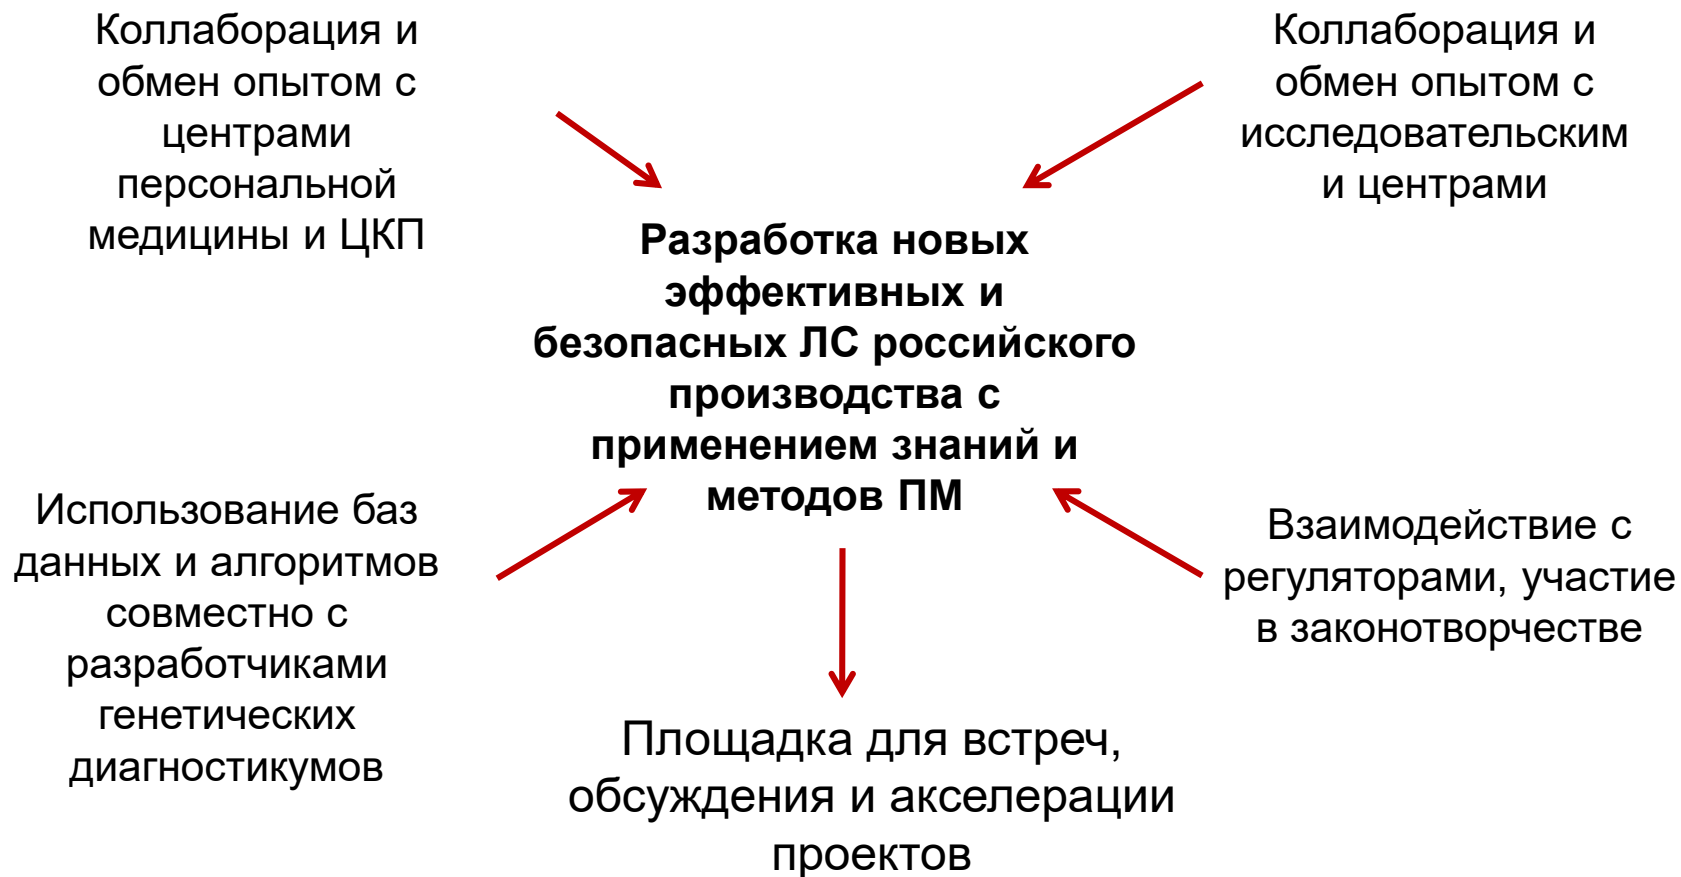 Коллаборация и
обмен опытом с
центрами
персональной
медицины и ЦКП
Коллаборация и
обмен опытом с
исследовательским
и центрами
Разработка новых
эффективных и
безопасных ЛС российского
производства с
применением знаний и
методов ПМ
Использование баз
данных и алгоритмов
совместно с
разработчиками
генетических
диагностикумов
Взаимодействие с
регуляторами, участие
в законотворчестве
Площадка для встреч,
обсуждения и акселерации
проектов